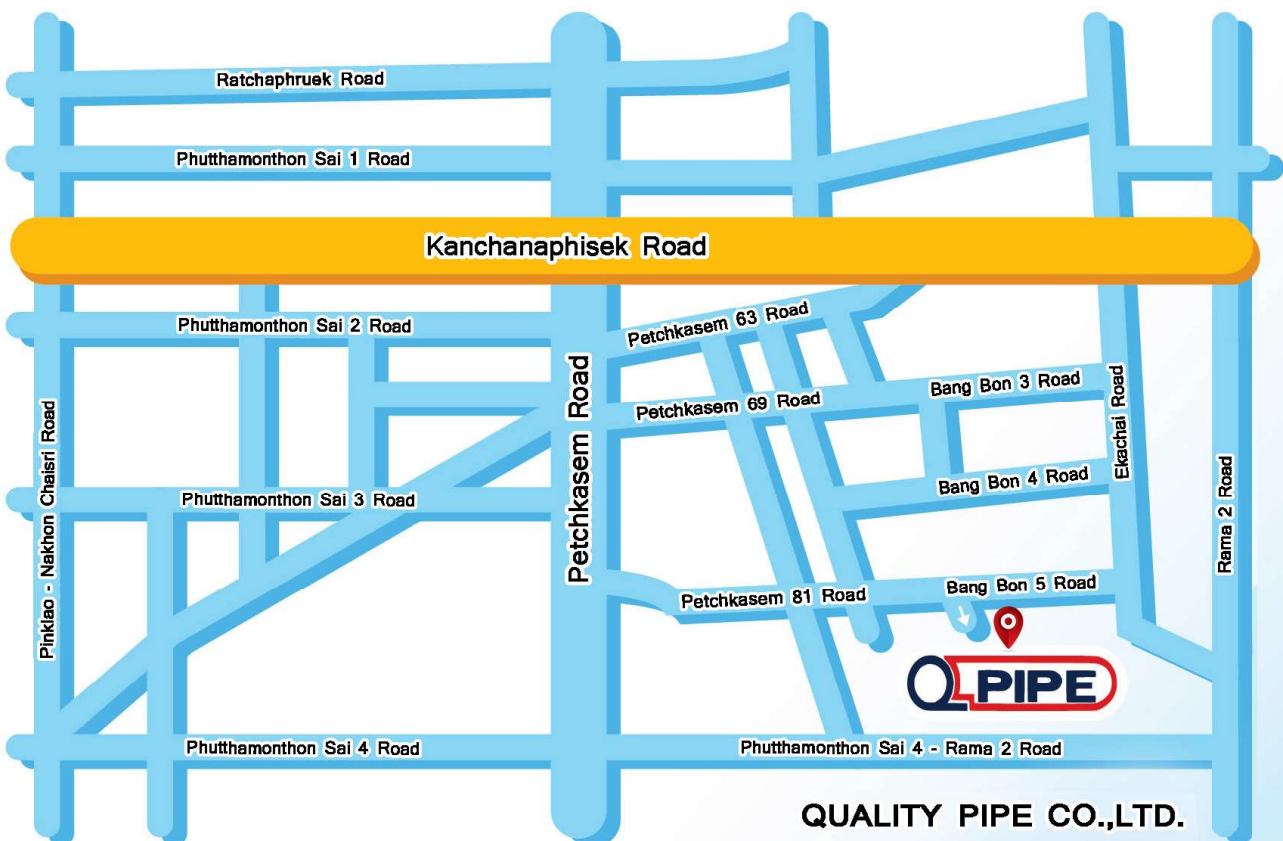 Ratchaphruek Road
Phutthamonthon Sai 1 Road
Kanchanaphisek Road
Phutthamonthon Sai 2 Road
Petchkasem 63 Road
Petchkasem Road
Petchkasem 69 Road
Bang Bon 3 Road
Ekachai Road
Pinklao - Nakhon Chaisri Road
Bang Bon 4 Road
Rama 2 Road
Phutthamonthon Sai 3 Road
Petchkasem 81 Road
Bang Bon 5 Road
Q PIPE
Phutthamonthon Sai 4 Road
Phutthamonthon Sai 4 - Rama 2 Road
QUALITY PIPE CO.,LTD.